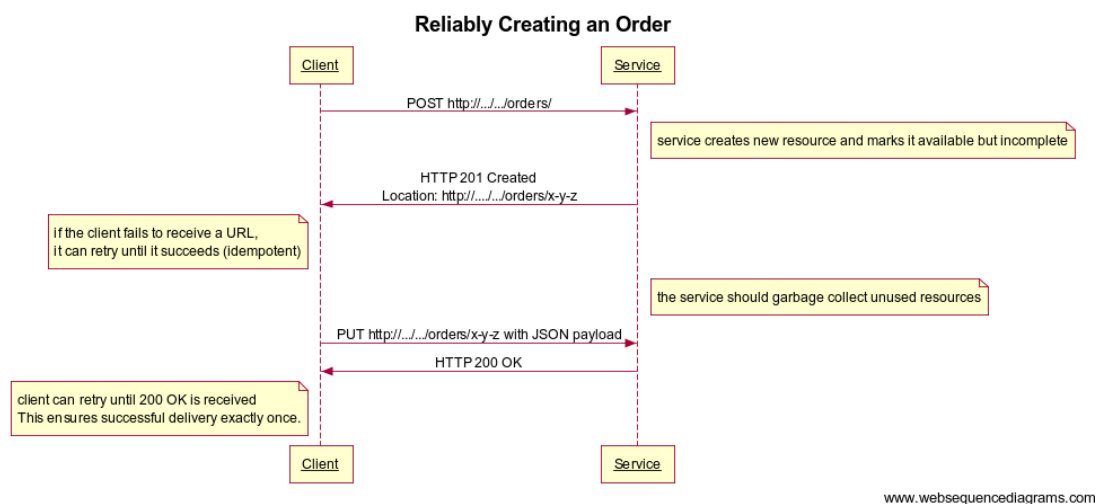 Reliably Creating an Order
Client
Service
POST http://.../.../orders/
service creates new resource and marks it available but incomplete
HTTP 201 Created
Location: http://..../.../orders/x-y-z
if the client fails to receive a URL,
it can retry until it succeeds (idempotent)
the service should garbage collect unused resources
PUT http://.../.../orders/x-y-z with JSON payload
HTTP 200 OK
client can retry until 200 OK is received
This ensures successful delivery exactly once.
Client
Service
www.websequencediagrams.com